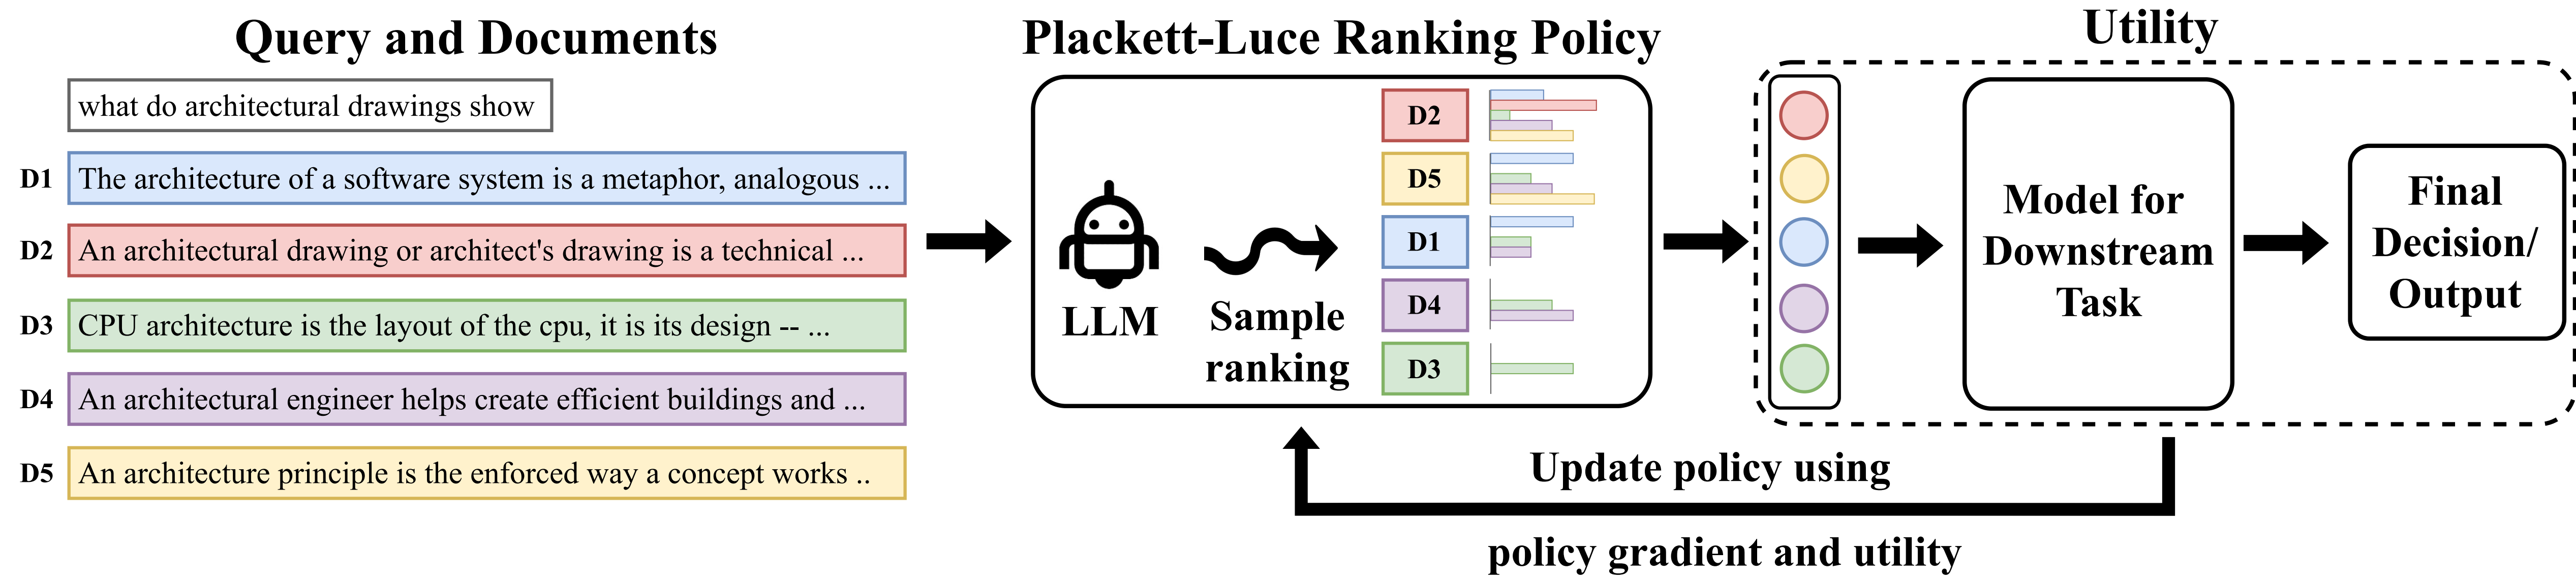 Query and Documents
what do architectural drawings show
D1
The architecture of a software system is a metaphor, analogous ...
D2
An architectural drawing or architect's drawing is a technical ...
D3
CPU architecture is the layout of the cpu, it is its design -- ...
D4
An architectural engineer helps create efficient buildings and ...
D5
An architecture principle is the enforced way a concept works ..
Plackett-Luce Ranking Policy
LLM
Sample
ranking
D2
D5
D1
D4
D3
Utility
Model for
Downstream
Task
Final
Decision/
Output
Update policy using
policy gradient and utility